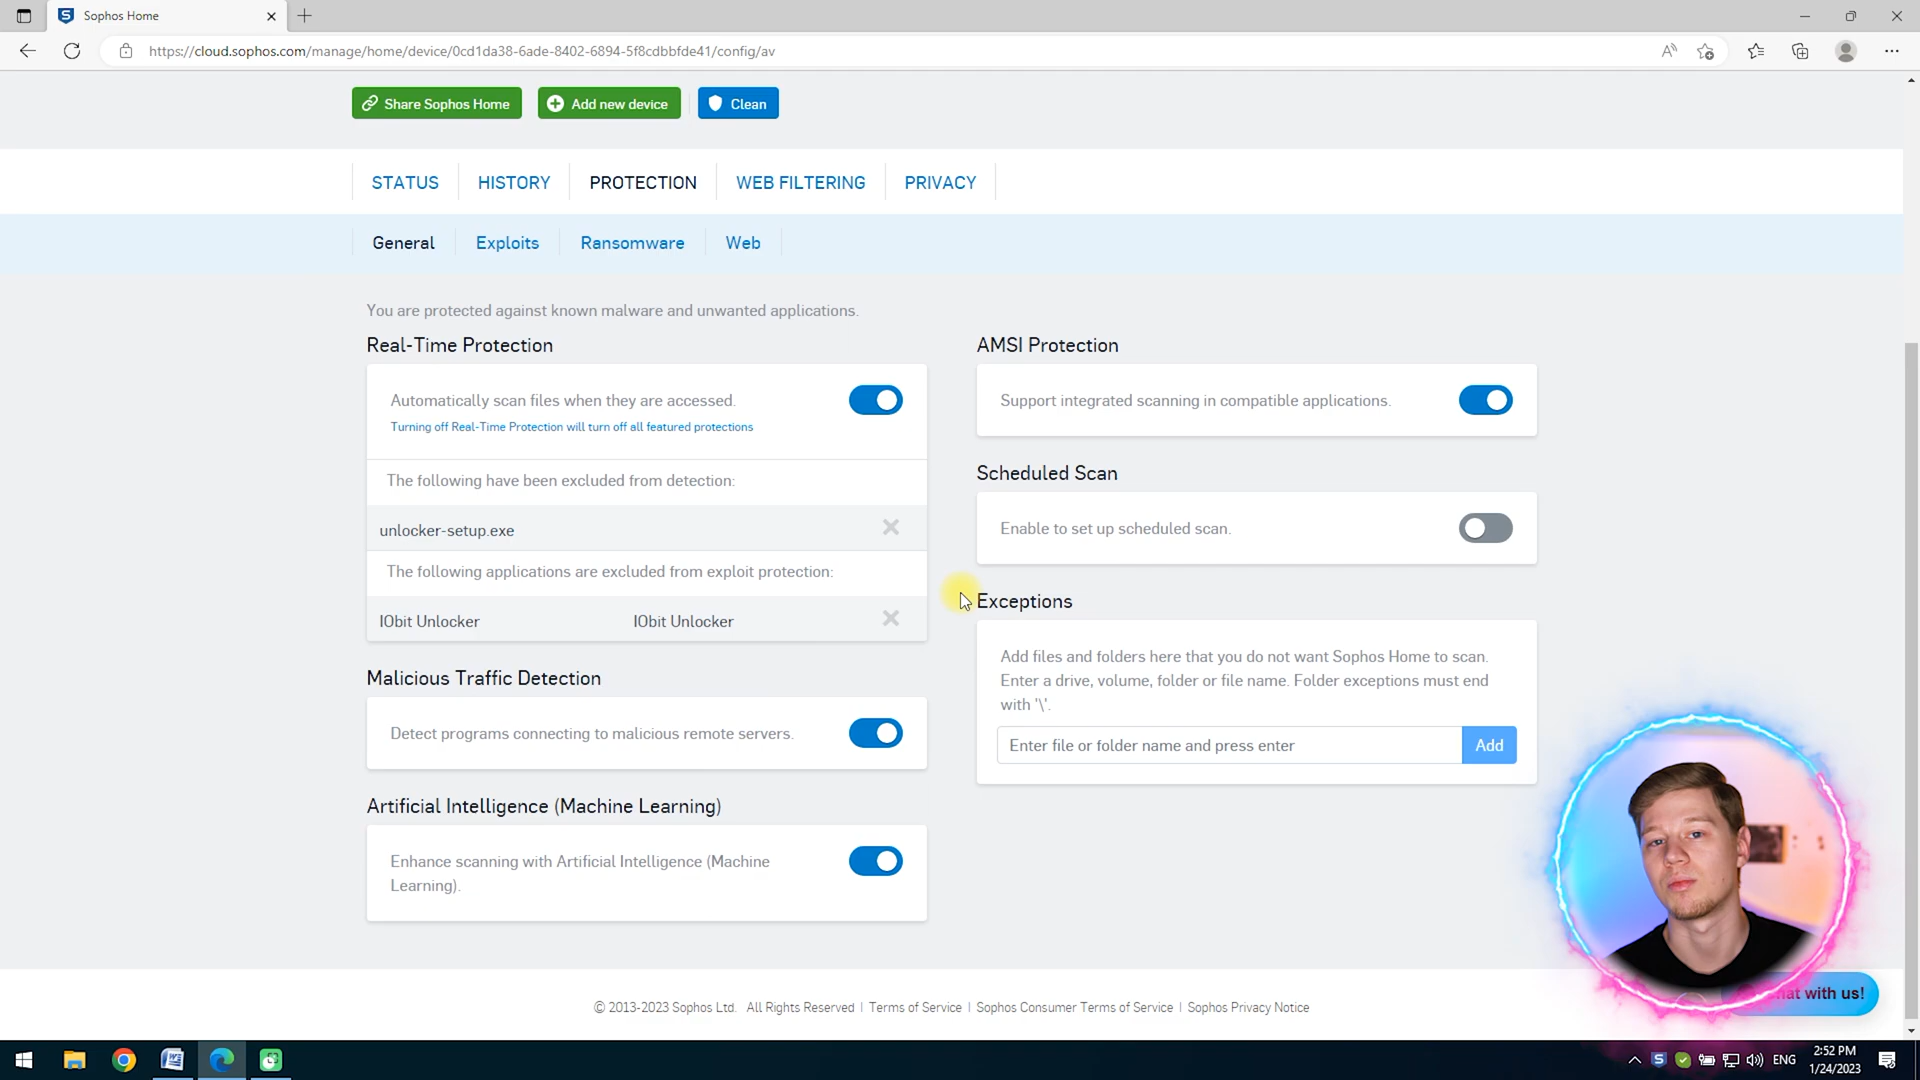 Sophos Home
https://cloud.sophos.com/manage/home/device/0cd1da38-6ade-8402-6894-5f8cdbbfde41/config/av
Share Sophos Home
Add new device
Clean
STATUS
HISTORY
PROTECTION
WEB FILTERING
PRIVACY
General
Exploits
Ransomware
Web
You are protected against known malware and unwanted applications.
Real-Time Protection
Automatically scan files when they are accessed.
Turning off Real-Time Protection will turn off all featured protections
The following have been excluded from detection:
unlocker-setup.exe
The following applications are excluded from exploit protection:
IObit Unlocker IObit Unlocker
Malicious Traffic Detection
Detect programs connecting to malicious remote servers.
Artificial Intelligence (Machine Learning)
Enhance scanning with Artificial Intelligence (Machine
Learning).
AMSI Protection
Support integrated scanning in compatible applications.
Scheduled Scan
Enable to set up scheduled scan.
Exceptions
Add files and folders here that you do not want Sophos Home to scan.
Enter a drive, volume, folder or file name. Folder exceptions must end
with '\'.
Enter file or folder name and press enter
Add
with us!
© 2013-2023 Sophos Ltd. All Rights Reserved | Terms of Service | Sophos Consumer Terms of Service | Sophos Privacy Notice
ENG
2:52 PM
1/24/2023